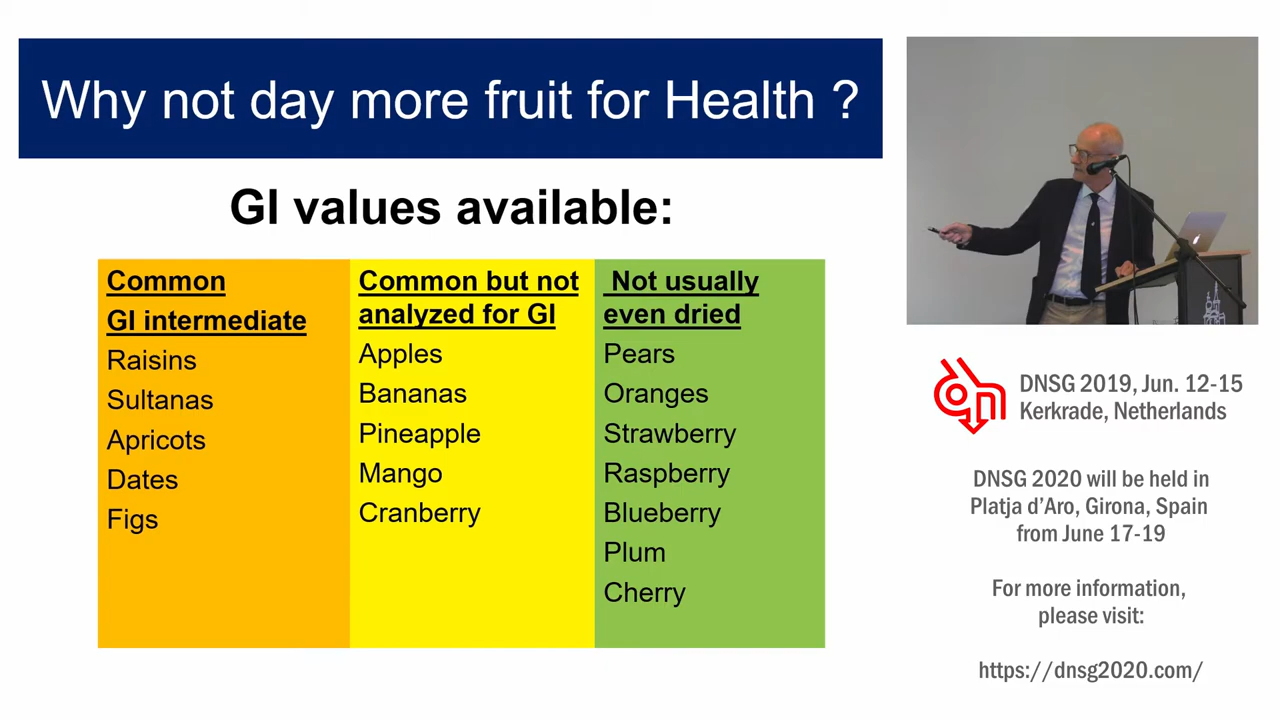 Why not day more fruit for Health ?
GI values available:
Common
GI intermediate
Raisins
Sultanas
Apricots
Dates
Figs
Common but not
analyzed for GI
Apples
Bananas
Pineapple
Mango
Cranberry
Not usually
even dried
Pears
Oranges
Strawberry
Raspberry
Blueberry
Plum
Cherry
DNSG 2019, Jun. 12-15
Kerkrade, Netherlands
DNSG 2020 will be held in
Platja d’Aro, Girona, Spain
from June 17-19
For more information,
please visit:
https://dnsg2020.com/